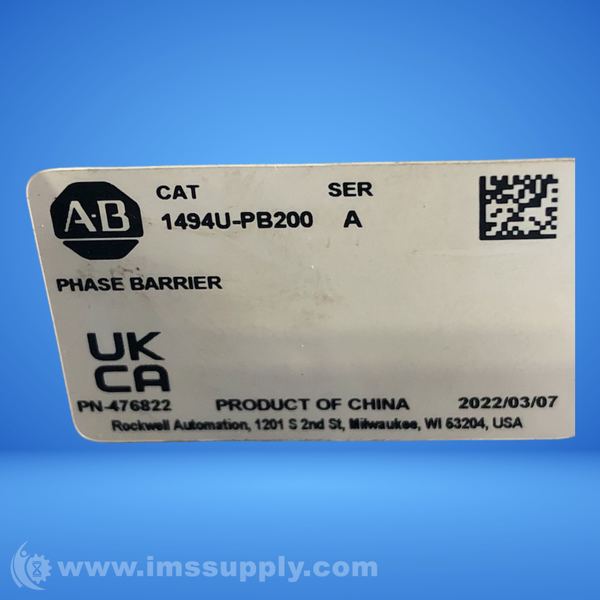 A·B
CAT SER
1494U-PB200 A
PHASE BARRIER
UK
CA
PN-476822 PRODUCT OF CHINA 2022/03/07
Rockwell Automation, 1201 S 2nd St, Milwaukee, WI 53204, USA
www.imssupply.com